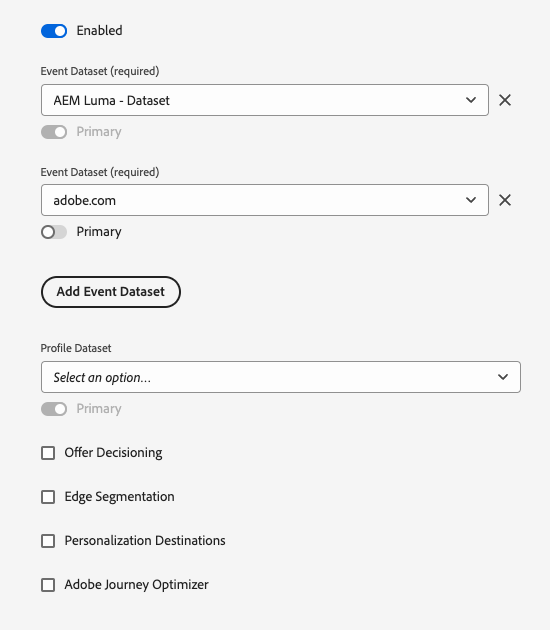 Enabled
Event Dataset (required)
AEM Luma - Dataset
Primary
Event Dataset (required)
adobe.com
Primary
Add Event Dataset
Profile Dataset
Select an option...
Primary
Offer Decisioning
Edge Segmentation
Personalization Destinations
Adobe Journey Optimizer